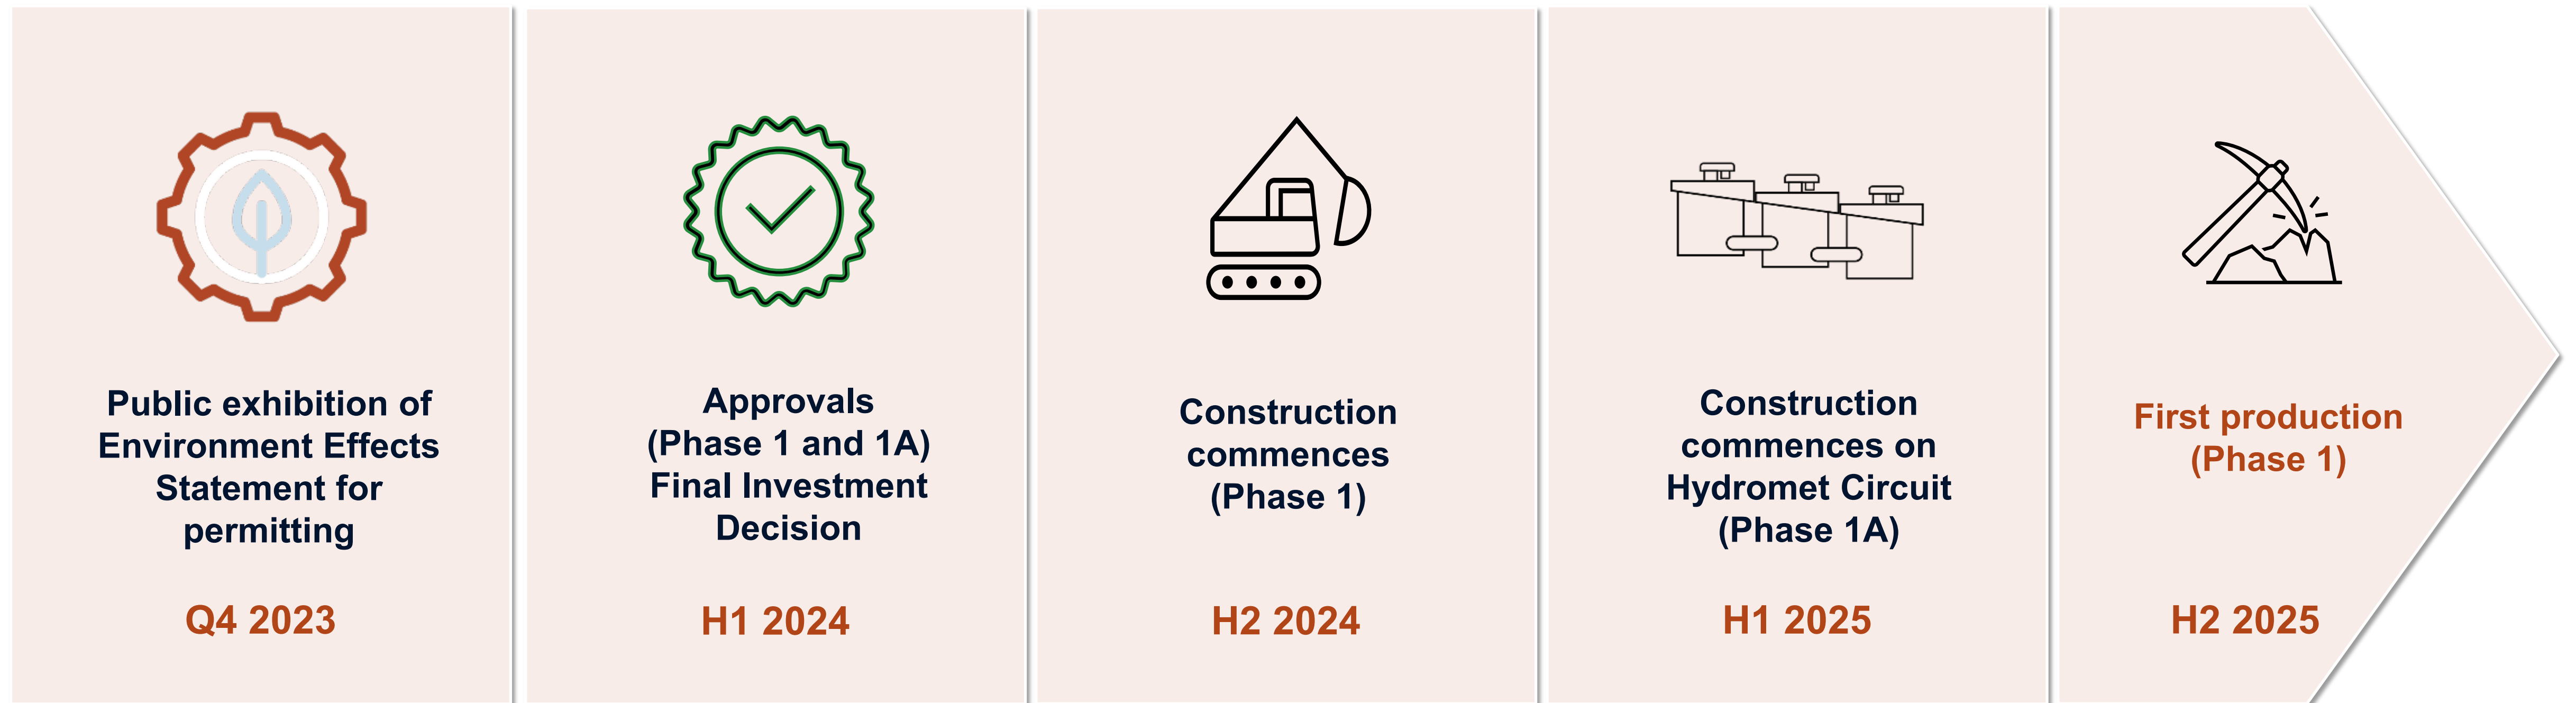 Public exhibition of
Environment Effects
Statement for
permitting
Q4 2023
Approvals
(Phase 1 and 1A)
Final Investment
Decision
H1 2024
Construction
commences
(Phase 1)
H2 2024
Construction
commences on
Hydromet Circuit
(Phase 1A)
H1 2025
First production
(Phase 1)
H2 2025